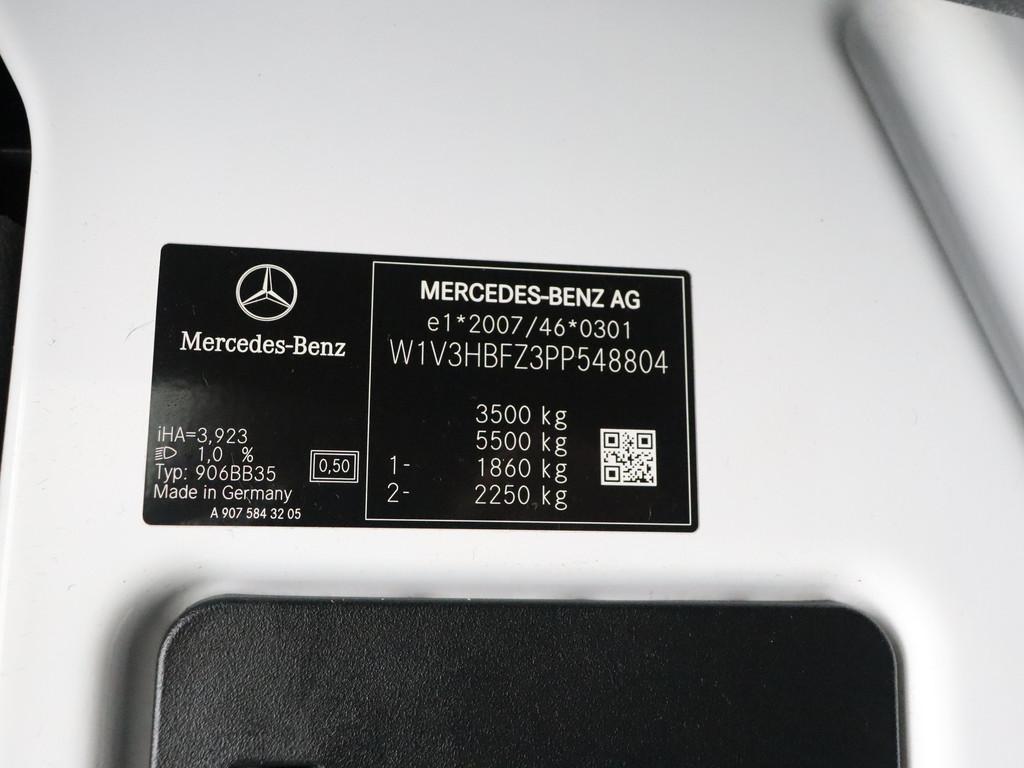 Mercedes-Benz
iHA=3,923
1,0 %
Typ: 906BB35
Made in Germany
A 907 584 32 05
0,50
MERCEDES-BENZ AG
e1*2007/46*0301
W1V3HBFZ3PP548804
3500 kg
5500 kg
1- 1860 kg
2- 2250 kg